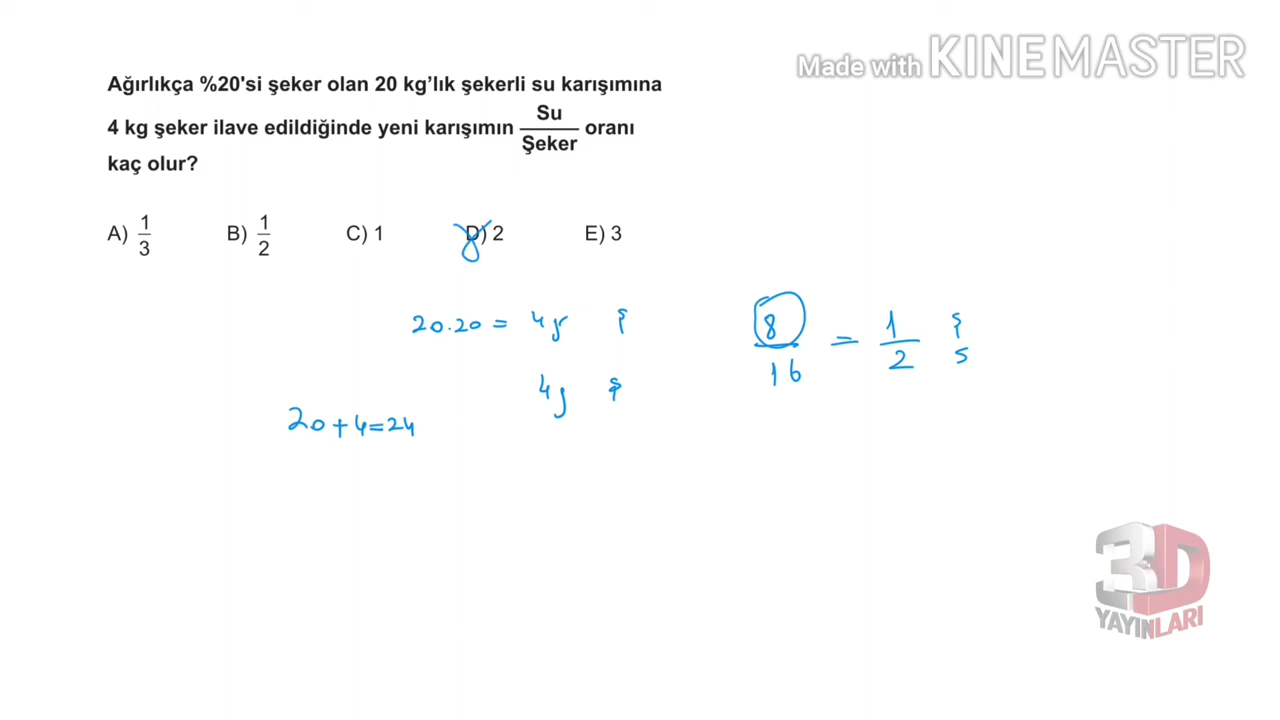 Made with KINEMASTER
Ağırlıkça %20'si şeker olan 20 kg'lık şekerli su karışımına
4 kg şeker ilave edildiğinde yeni karışımın Su/Şeker oranı
kaç olur?
A) 1/3 B) 1/2 C) 1 D) 2 E) 3
20.20 = 4gr ş
8/16 = 1/2 ş s
4g ş
20+4=24
3D
YAYINLARI